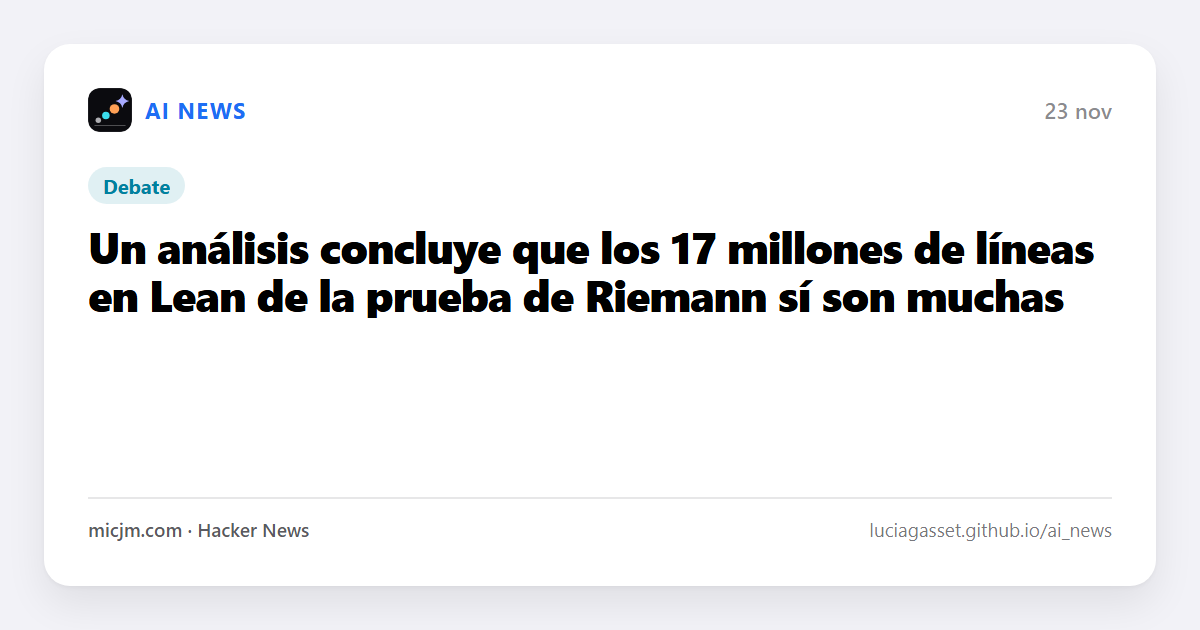 AI NEWS
23 nov
Debate
Un análisis concluye que los 17 millones de líneas
en Lean de la prueba de Riemann sí son muchas
micjm.com · Hacker News
luciagasset.github.io/ai_news